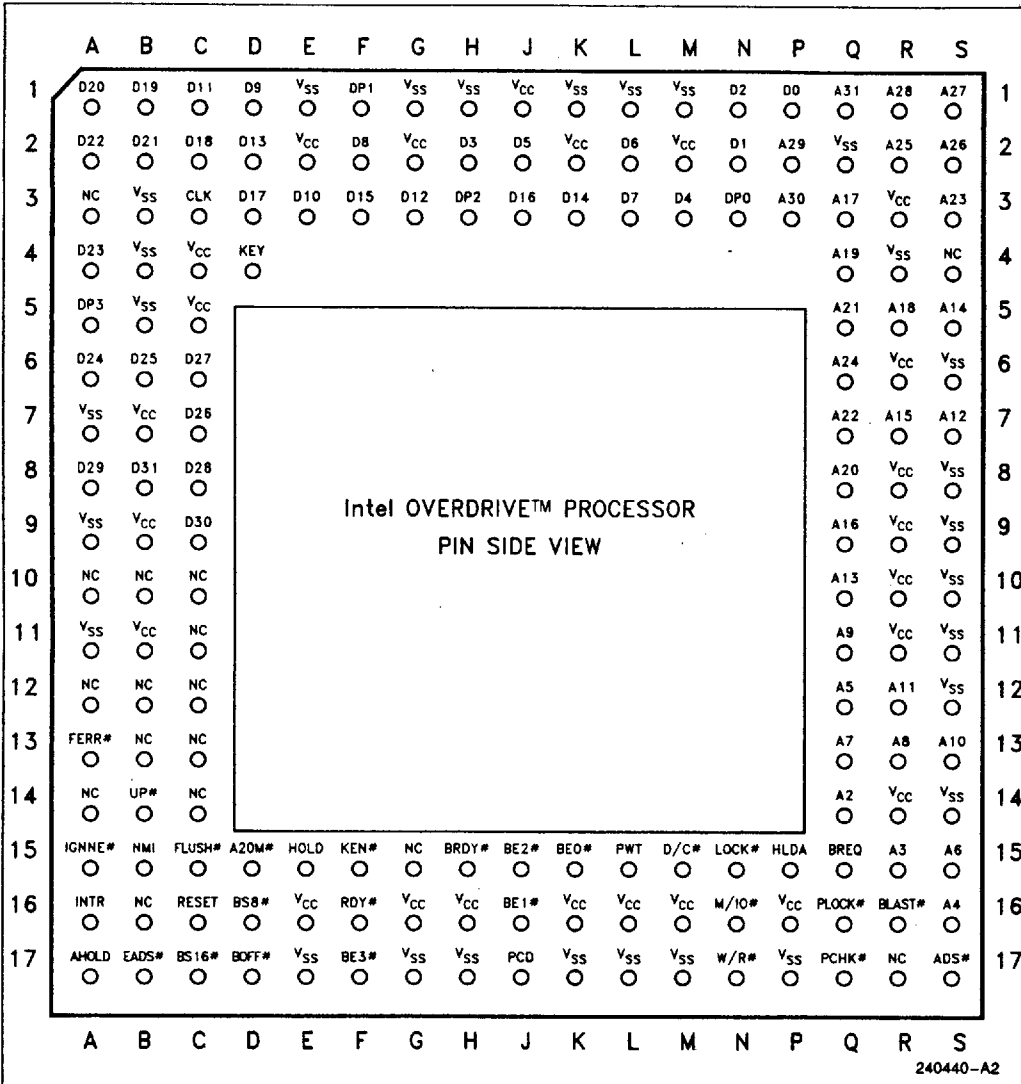 A B C D E F G H J K L M N P Q R S
D20 D19 D11 D9 VSS DP1 VSS VSS VCC VSS VSS VSS D2 D0 A31 A28 A27
1 1
D22 D21 D18 D13 VCC D8 VCC D3 D5 VCC D6 VCC D1 A29 VSS A25 A26
2 2
NC VSS CLK D17 D10 D15 D12 DP2 D16 D14 D7 D4 DP0 A30 A17 VCC A23
3 3
D23 VSS VCC KEY A19 VSS NC
4 4
DP3 VSS VCC A21 A18 A14
5 5
D24 D25 D27 A24 VCC VSS
6 6
VSS VCC D26 A22 A15 A12
7 7
D29 D31 D28 A20 VCC VSS
8 8
Intel OVERDRIVE™ PROCESSOR
VSS VCC D30 A16 VCC VSS
9 9
PIN SIDE VIEW
NC NC NC A13 VCC VSS
10 10
VSS VCC NC A9 VCC VSS
11 11
NC NC NC A5 A11 VSS
12 12
FERR# NC NC A7 A8 A10
13 13
NC UP# NC A2 VCC VSS
14 14
IGNNE# NMI FLUSH# A20M# HOLD KEN# NC BRDY# BE2# BE0# PWT D/C# LOCK# HLDA BREQ A3 A6
15 15
INTR NC RESET BS8# VCC RDY# VCC VCC BE1# VCC VCC VCC M/IO# VCC PLOCK# BLAST# A4
16 16
AHOLD EADS# BS16# BOFF# VSS BE3# VSS VSS PCD VSS VSS VSS W/R# VSS PCHK# NC ADS#
17 17
A B C D E F G H J K L M N P Q R S
240440-A2